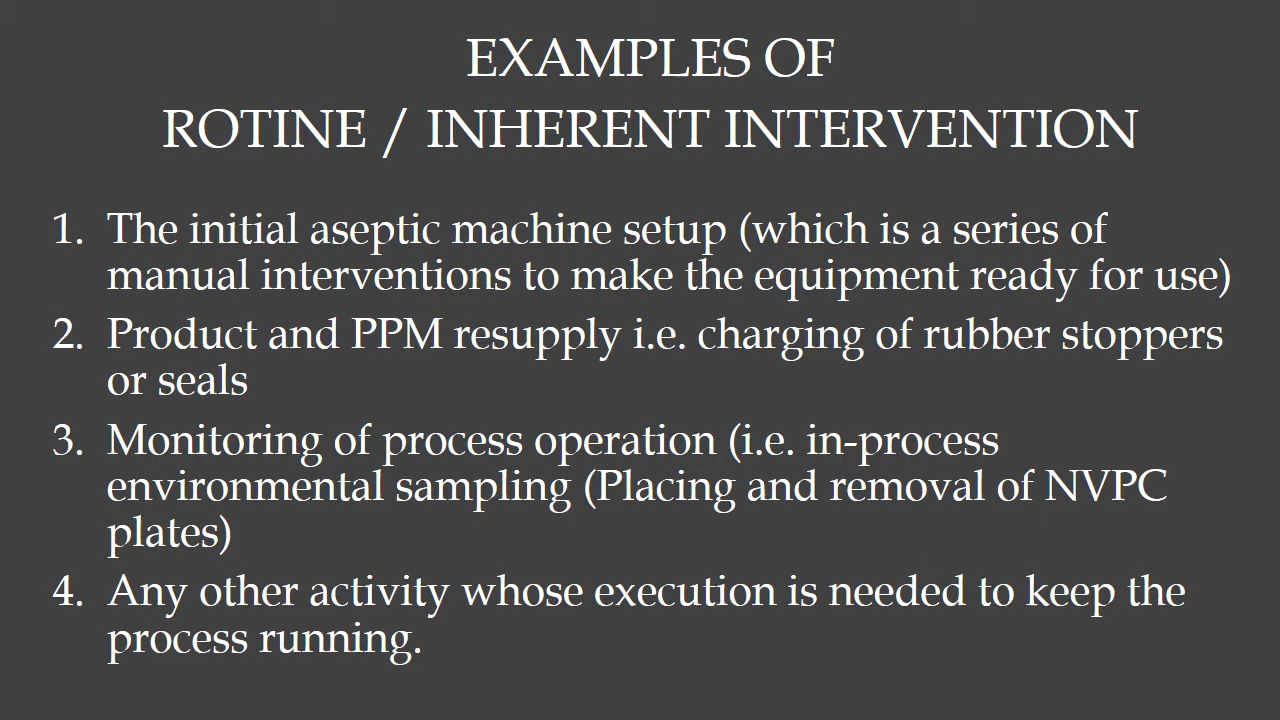 EXAMPLES OF
ROTINE / INHERENT INTERVENTION
1. The initial aseptic machine setup (which is a series of
manual interventions to make the equipment ready for use)
2. Product and PPM resupply i.e. charging of rubber stoppers
or seals
3. Monitoring of process operation (i.e. in-process
environmental sampling (Placing and removal of NVPC
plates)
4. Any other activity whose execution is needed to keep the
process running.